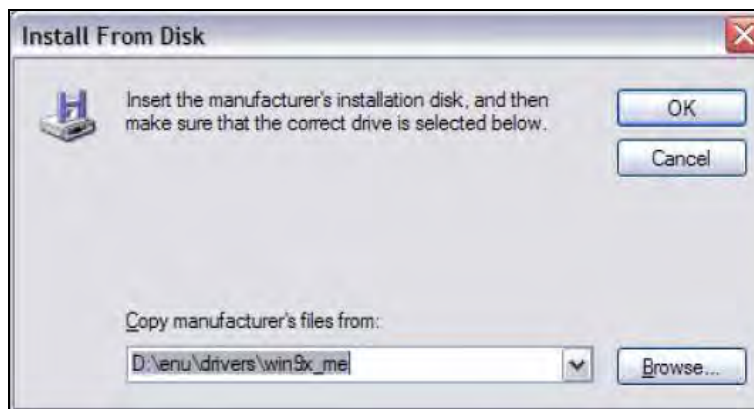 Install From Disk
Insert the manufacturer's installation disk, and then
make sure that the correct drive is selected below.
OK
Cancel
Copy manufacturer's files from:
D:\enu\drivers\win9x_me
Browse...